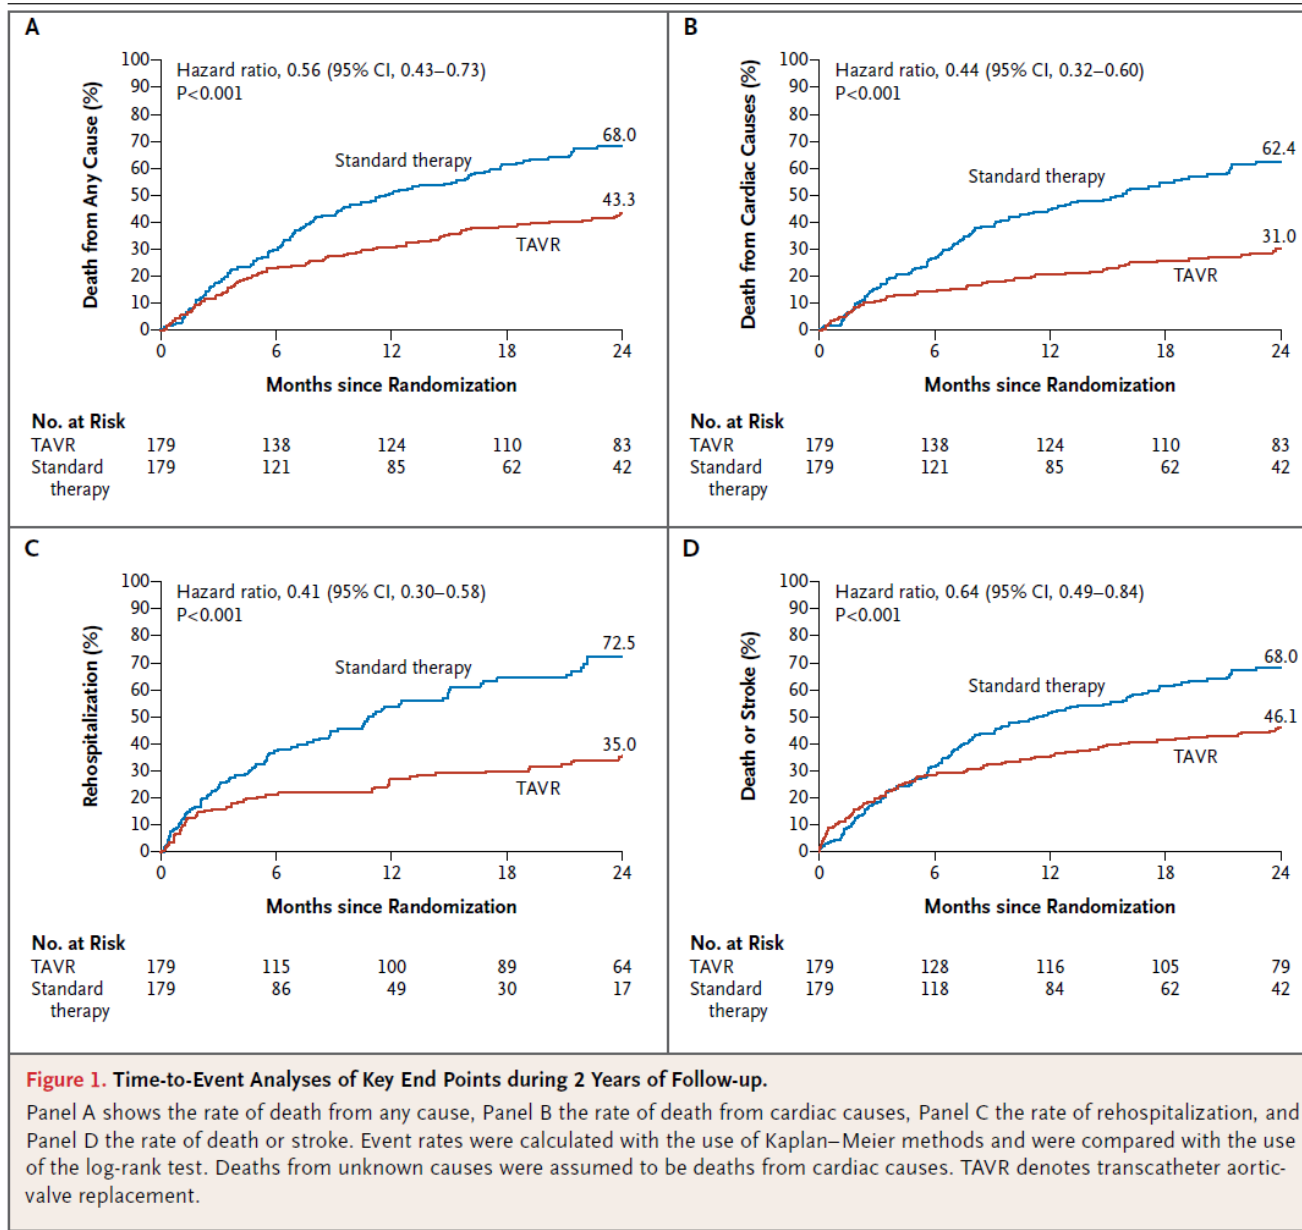 A
Hazard ratio, 0.56 (95% CI, 0.43–0.73)
P<0.001
Death from Any Cause (%)
100
90
80
70
60
50
40
30
20
10
0
Standard therapy
68.0
43.3
TAVR
0 6 12 18 24
Months since Randomization
No. at Risk
TAVR 179 138 124 110 83
Standard 179 121 85 62 42
therapy
B
Hazard ratio, 0.44 (95% CI, 0.32–0.60)
P<0.001
Death from Cardiac Causes (%)
100
90
80
70
60
50
40
30
20
10
0
Standard therapy
62.4
31.0
TAVR
0 6 12 18 24
Months since Randomization
No. at Risk
TAVR 179 138 124 110 83
Standard 179 121 85 62 42
therapy
C
Hazard ratio, 0.41 (95% CI, 0.30–0.58)
P<0.001
Rehospitalization (%)
100
90
80
70
60
50
40
30
20
10
0
Standard therapy
72.5
35.0
TAVR
0 6 12 18 24
Months since Randomization
No. at Risk
TAVR 179 115 100 89 64
Standard 179 86 49 30 17
therapy
D
Hazard ratio, 0.64 (95% CI, 0.49–0.84)
P<0.001
Death or Stroke (%)
100
90
80
70
60
50
40
30
20
10
0
Standard therapy
68.0
46.1
TAVR
0 6 12 18 24
Months since Randomization
No. at Risk
TAVR 179 128 116 105 79
Standard 179 118 84 62 42
therapy
Figure 1. Time-to-Event Analyses of Key End Points during 2 Years of Follow-up.
Panel A shows the rate of death from any cause, Panel B the rate of death from cardiac causes, Panel C the rate of rehospitalization, and
Panel D the rate of death or stroke. Event rates were calculated with the use of Kaplan–Meier methods and were compared with the use
of the log-rank test. Deaths from unknown causes were assumed to be deaths from cardiac causes. TAVR denotes transcatheter aortic-
valve replacement.